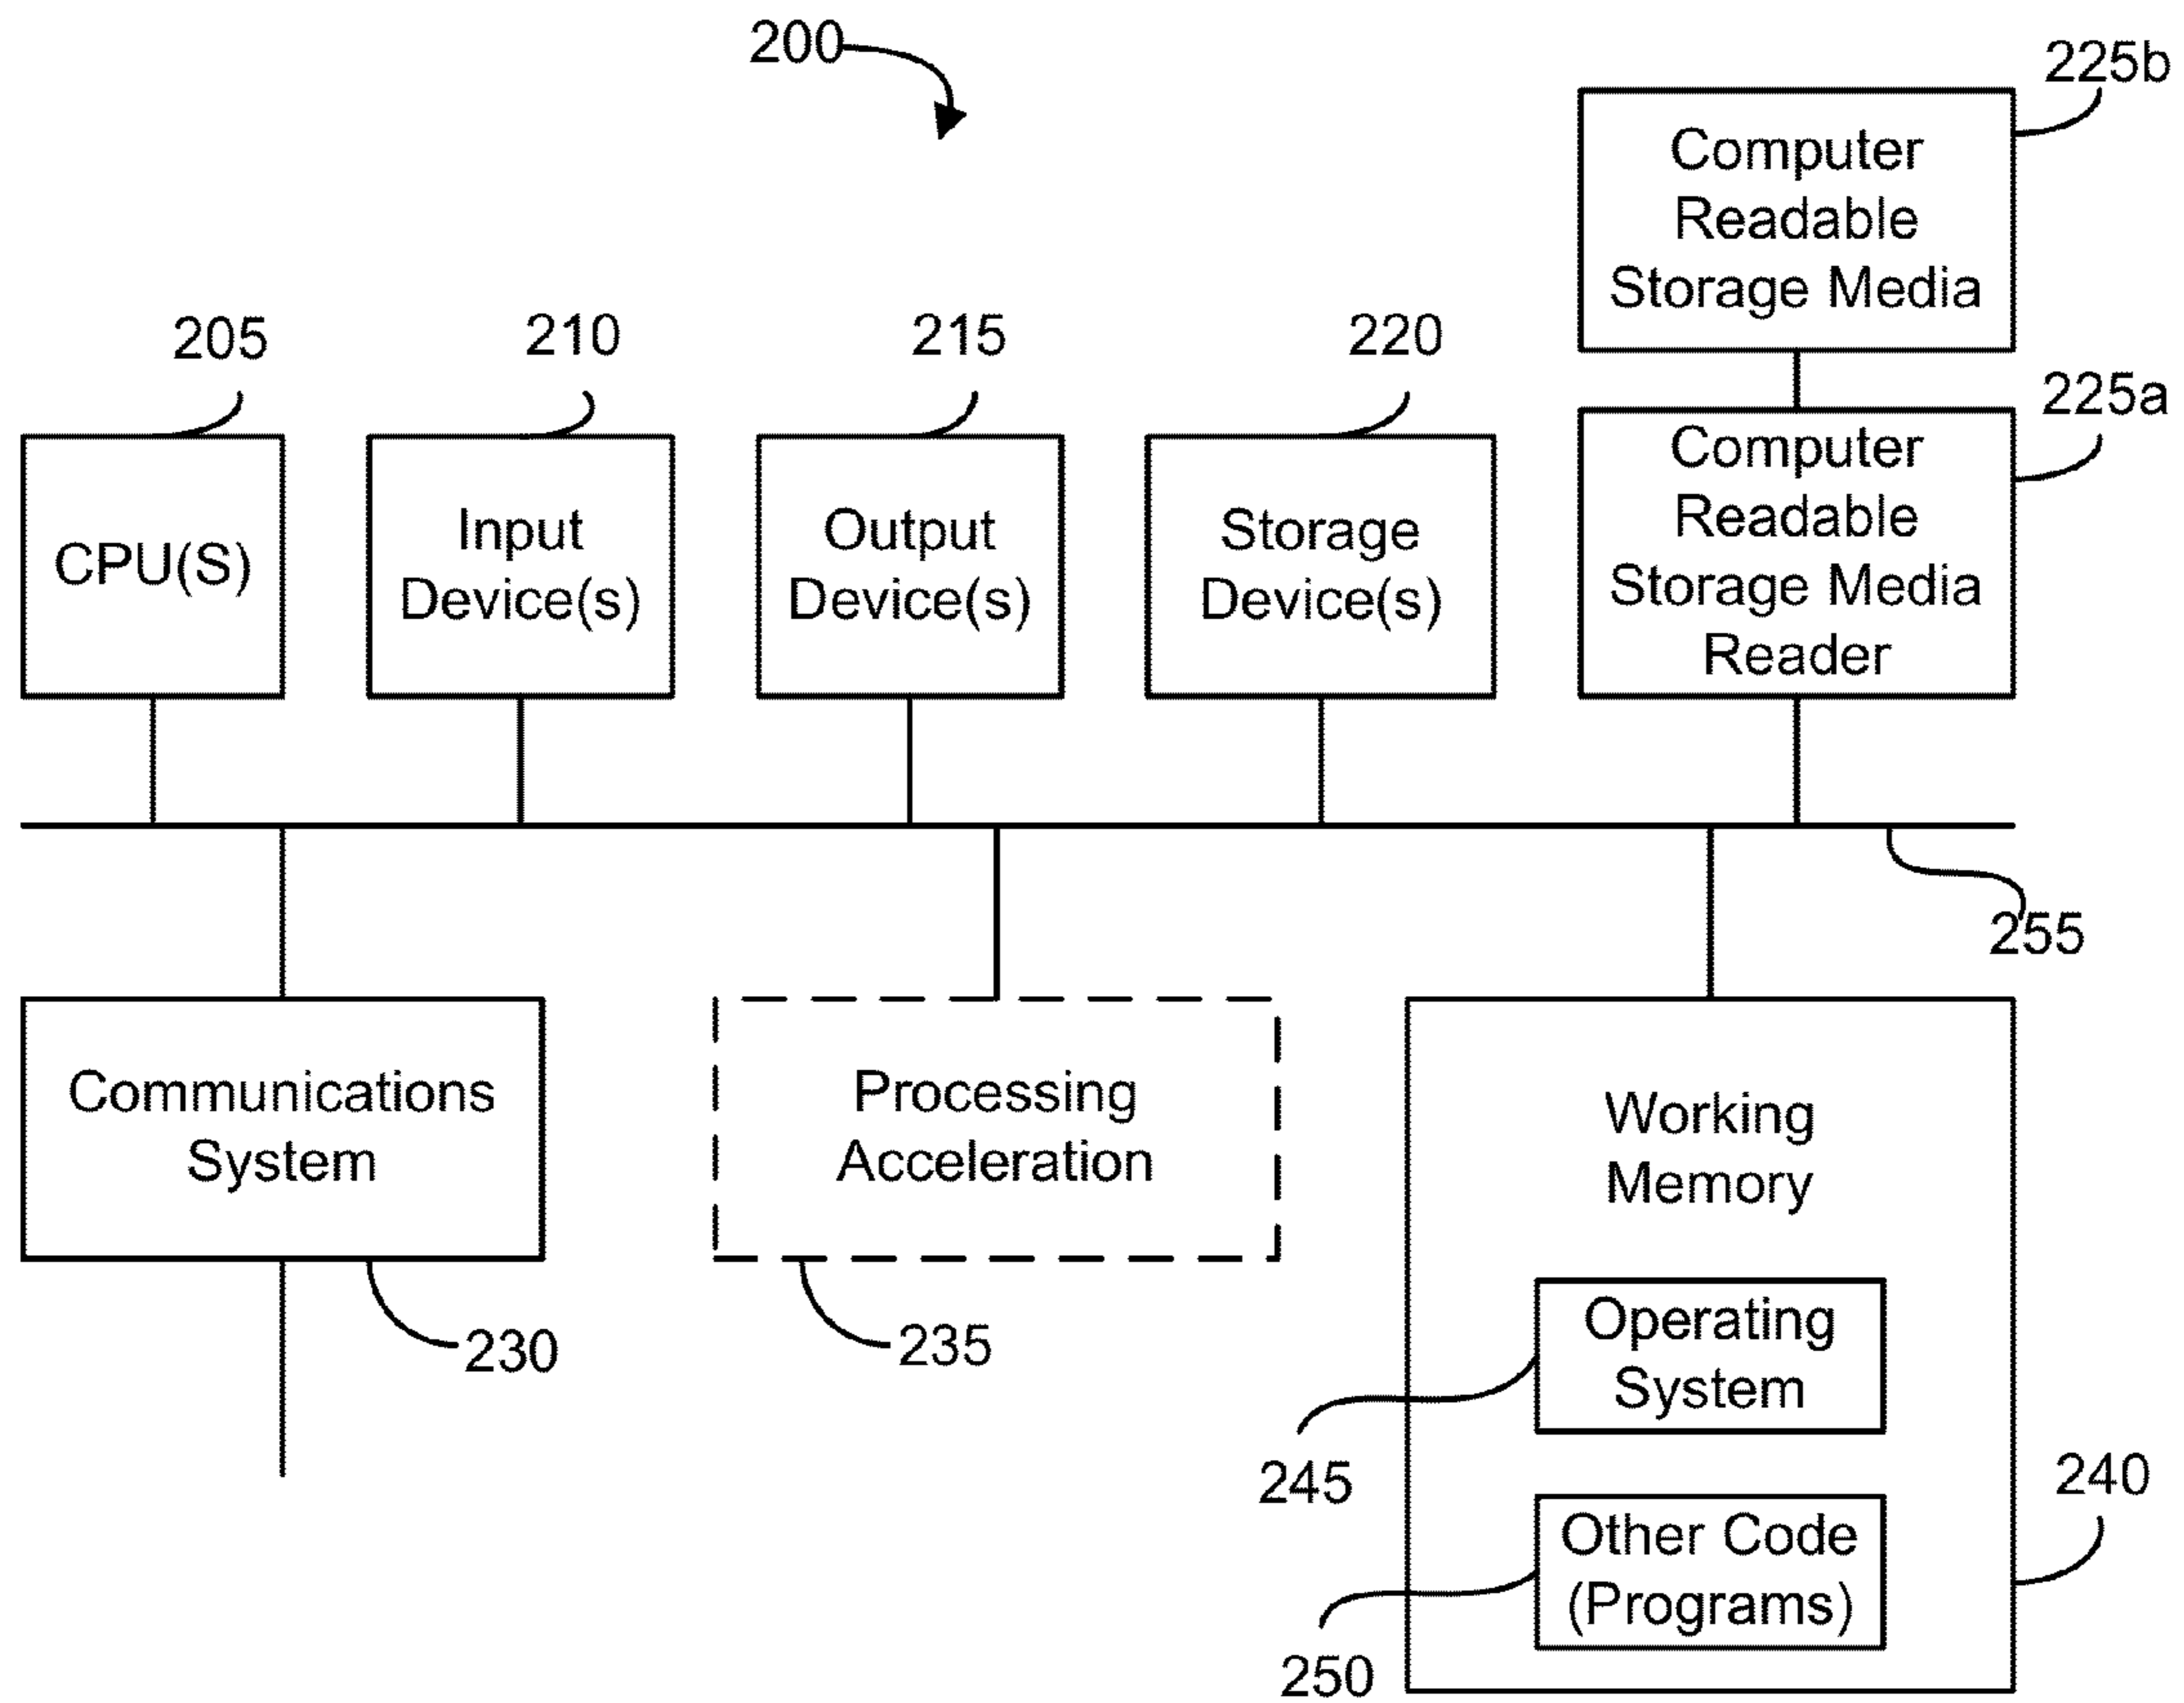 200
225b
Computer
Readable
Storage Media
205
210
215
220
225a
CPU(S)
Input
Device(s)
Output
Device(s)
Storage
Device(s)
Computer
Readable
Storage Media
Reader
255
Communications
System
Processing
Acceleration
Working
Memory
230
235
Operating
System
245
240
Other Code
(Programs)
250